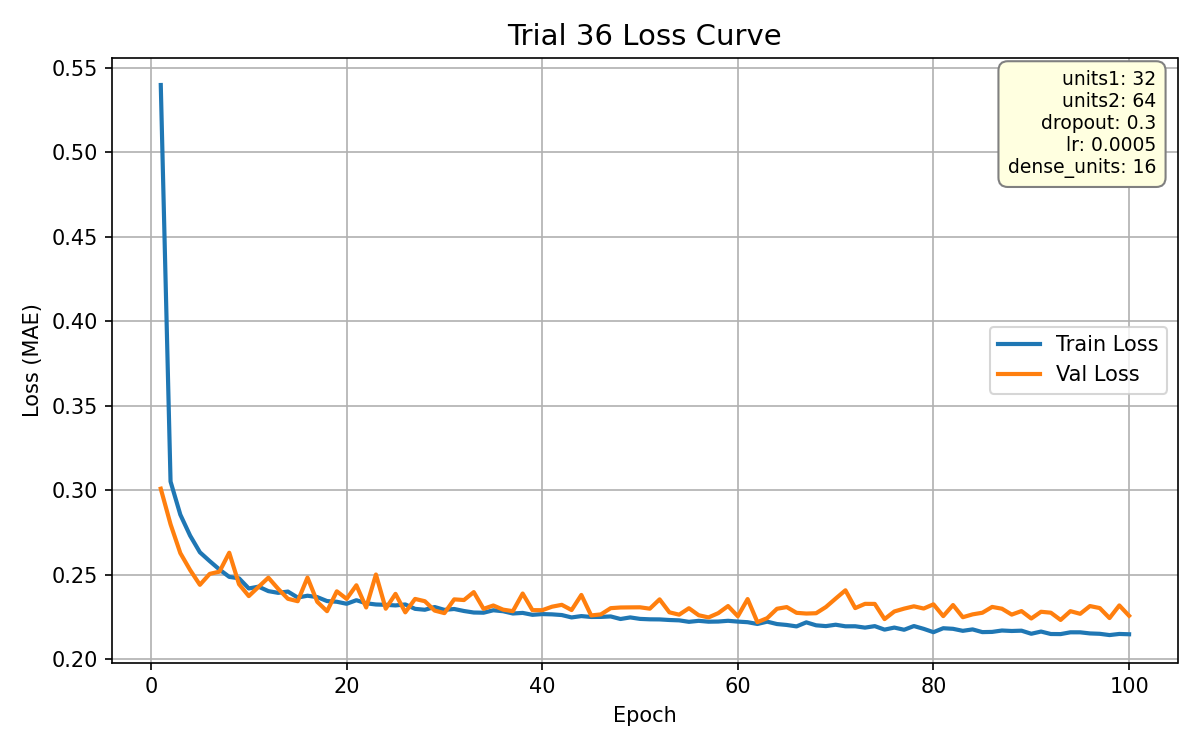 Trial 36 Loss Curve
units1: 32
units2: 64
dropout: 0.3
lr: 0.0005
dense_units: 16
Train Loss
Val Loss
Loss (MAE)
0.55
0.50
0.45
0.40
0.35
0.30
0.25
0.20
0 20 40 60 80 100
Epoch